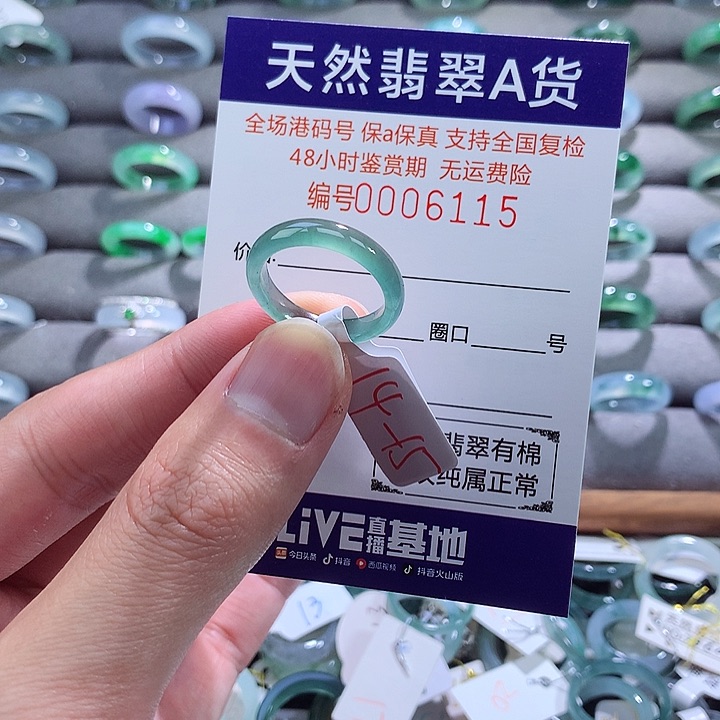 天然翡翠A货
全场港码号 保a保真 支持全国复检
48小时鉴赏期 无运费险
编号0006115
价
圈口 号
翡翠有棉
纯属正常
LiVE直播基地
今日头条 抖音 西瓜视频 抖音火山版
13